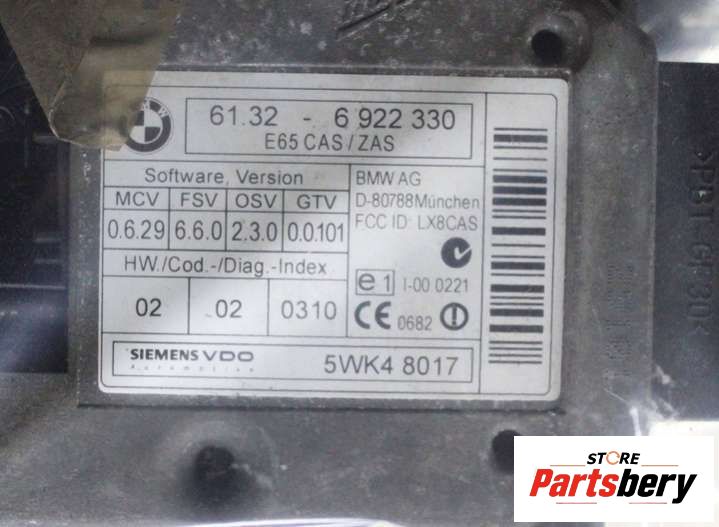 61.32 - 6 922 330
E65 CAS / ZAS
Software, Version
MCV FSV OSV GTV
0.6.29 6.6.0 2.3.0 0.0.101
HW./Cod.-/Diag.-Index
02 02 0310
BMW AG
D-80788München
FCC ID: LX8CAS
e1 I-00 0221
CE 0682
SIEMENS VDO
Automotive
5WK4 8017
STORE
Partsbery